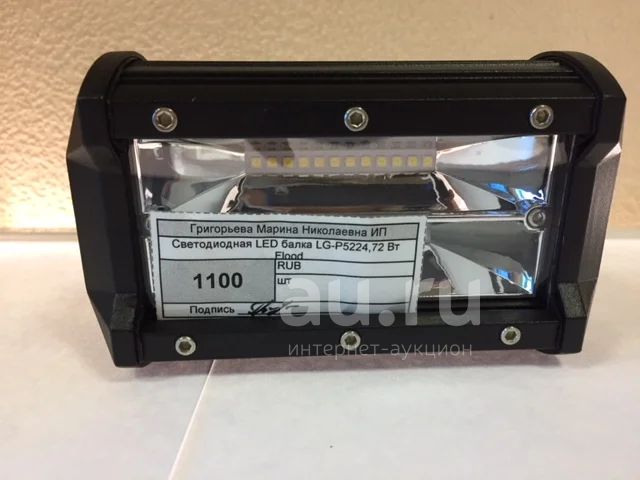 Григорьева Марина Николаевна ИП
Светодиодная LED балка LG-P5224,72 Вт
Flood
1100
RUB
шт
Подпись
au.ru
интернет-аукцион